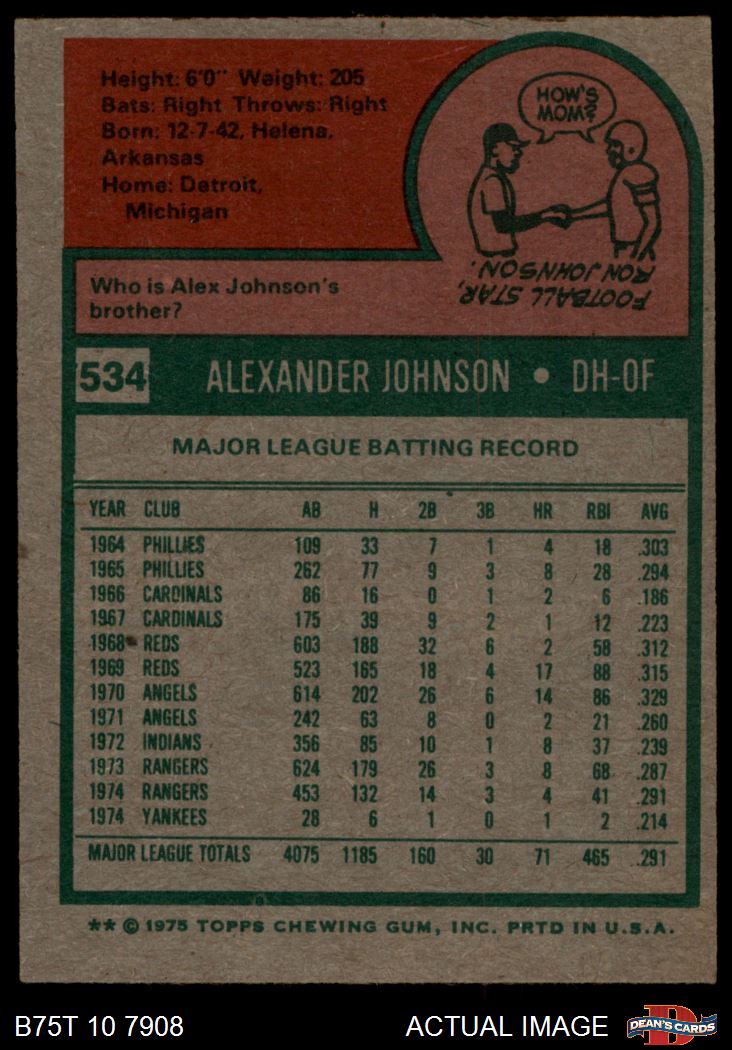 Height: 6'0" Weight: 205
Bats: Right Throws: Right
Born: 12-7-42, Helena,
Arkansas
Home: Detroit,
Michigan
HOW'S
MOM?
FOOTBALL STAR,
RON JOHNSON.
Who is Alex Johnson's
brother?
534 ALEXANDER JOHNSON • DH-OF
MAJOR LEAGUE BATTING RECORD
YEAR CLUB AB H 2B 3B HR RBI AVG
1964 PHILLIES 109 33 7 1 4 18 .303
1965 PHILLIES 262 77 9 3 8 28 .294
1966 CARDINALS 86 16 0 1 2 6 .186
1967 CARDINALS 175 39 9 2 1 12 .223
1968 REDS 603 188 32 6 2 58 .312
1969 REDS 523 165 18 4 17 88 .315
1970 ANGELS 614 202 26 6 14 86 .329
1971 ANGELS 242 63 8 0 2 21 .260
1972 INDIANS 356 85 10 1 8 37 .239
1973 RANGERS 624 179 26 3 8 68 .287
1974 RANGERS 453 132 14 3 4 41 .291
1974 YANKEES 28 6 1 0 1 2 .214
MAJOR LEAGUE TOTALS 4075 1185 160 30 71 465 .291
** © 1975 TOPPS CHEWING GUM, INC. PRTD IN U.S.A.
B75T 10 7908 ACTUAL IMAGE D DEAN'S CARDS